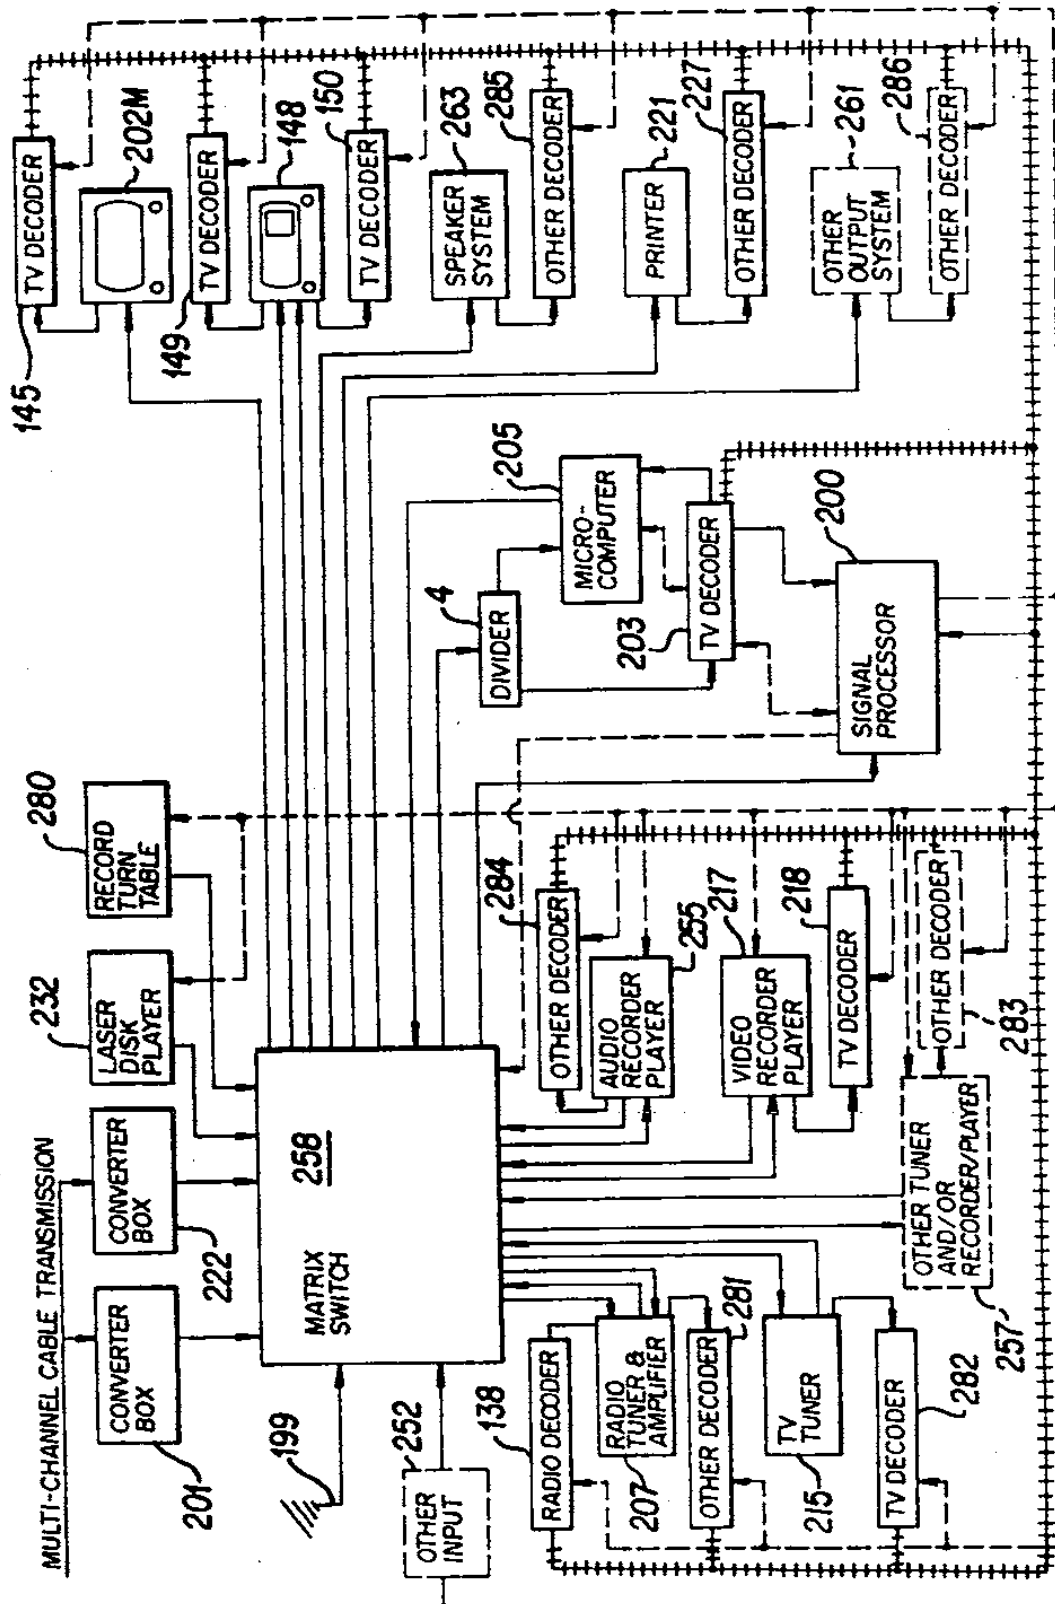 MULTI-CHANNEL CABLE TRANSMISSION
CONVERTER
BOX
201
CONVERTER
BOX
222
LASER
DISK
PLAYER
232
RECORD
TURN
TABLE
280
199
OTHER
INPUT
252
MATRIX
SWITCH
258
145
TV DECODER
202M
149
TV DECODER
148
TV DECODER
150
SPEAKER
SYSTEM
263
OTHER DECODER
285
PRINTER
221
OTHER DECODER
227
OTHER
OUTPUT
SYSTEM
261
OTHER DECODER
286
DIVIDER
4
MICRO-
COMPUTER
205
TV DECODER
203
SIGNAL
PROCESSOR
200
RADIO DECODER
138
RADIO
TUNER &
AMPLIFIER
207
OTHER DECODER
281
TV
TUNER
215
TV DECODER
282
OTHER DECODER
284
AUDIO
RECORDER
PLAYER
255
VIDEO
RECORDER
PLAYER
217
TV DECODER
218
OTHER TUNER
AND/OR
RECORDER/PLAYER
257
OTHER DECODER
283